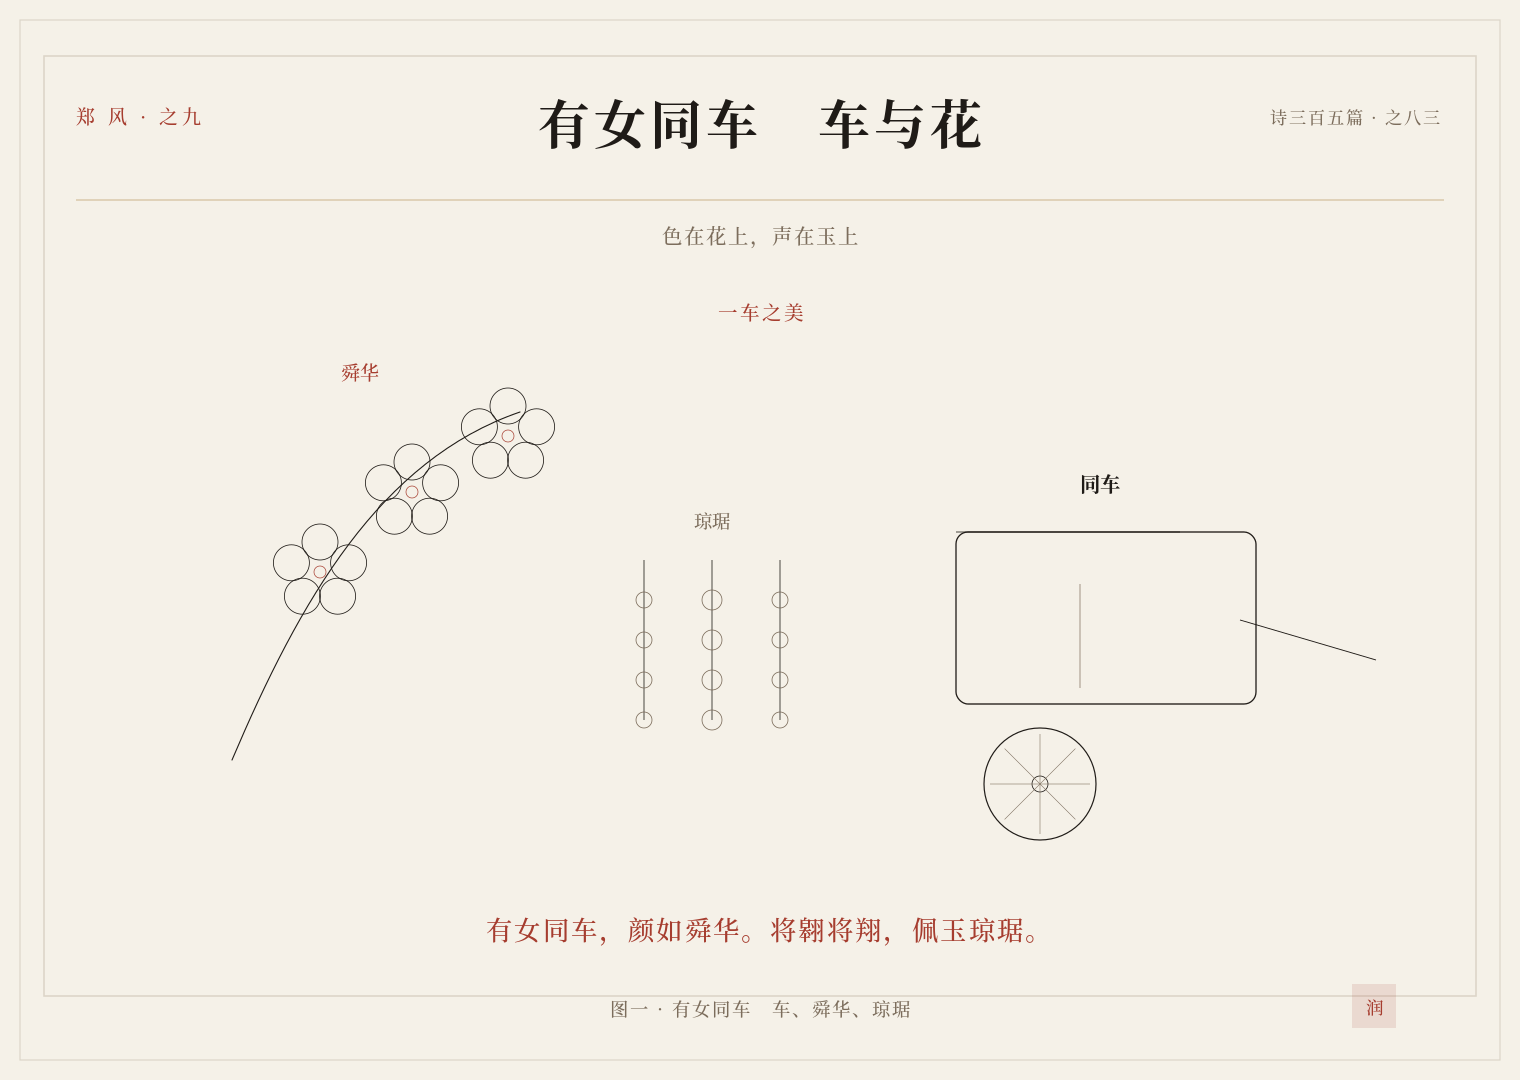 郑 风 · 之九
有女同车　车与花
诗三百五篇 · 之八三
色在花上，声在玉上
一车之美
舜华
同车
琼琚
有女同车，颜如舜华。将翱将翔，佩玉琼琚。
图一 · 有女同车　车、舜华、琼琚
润